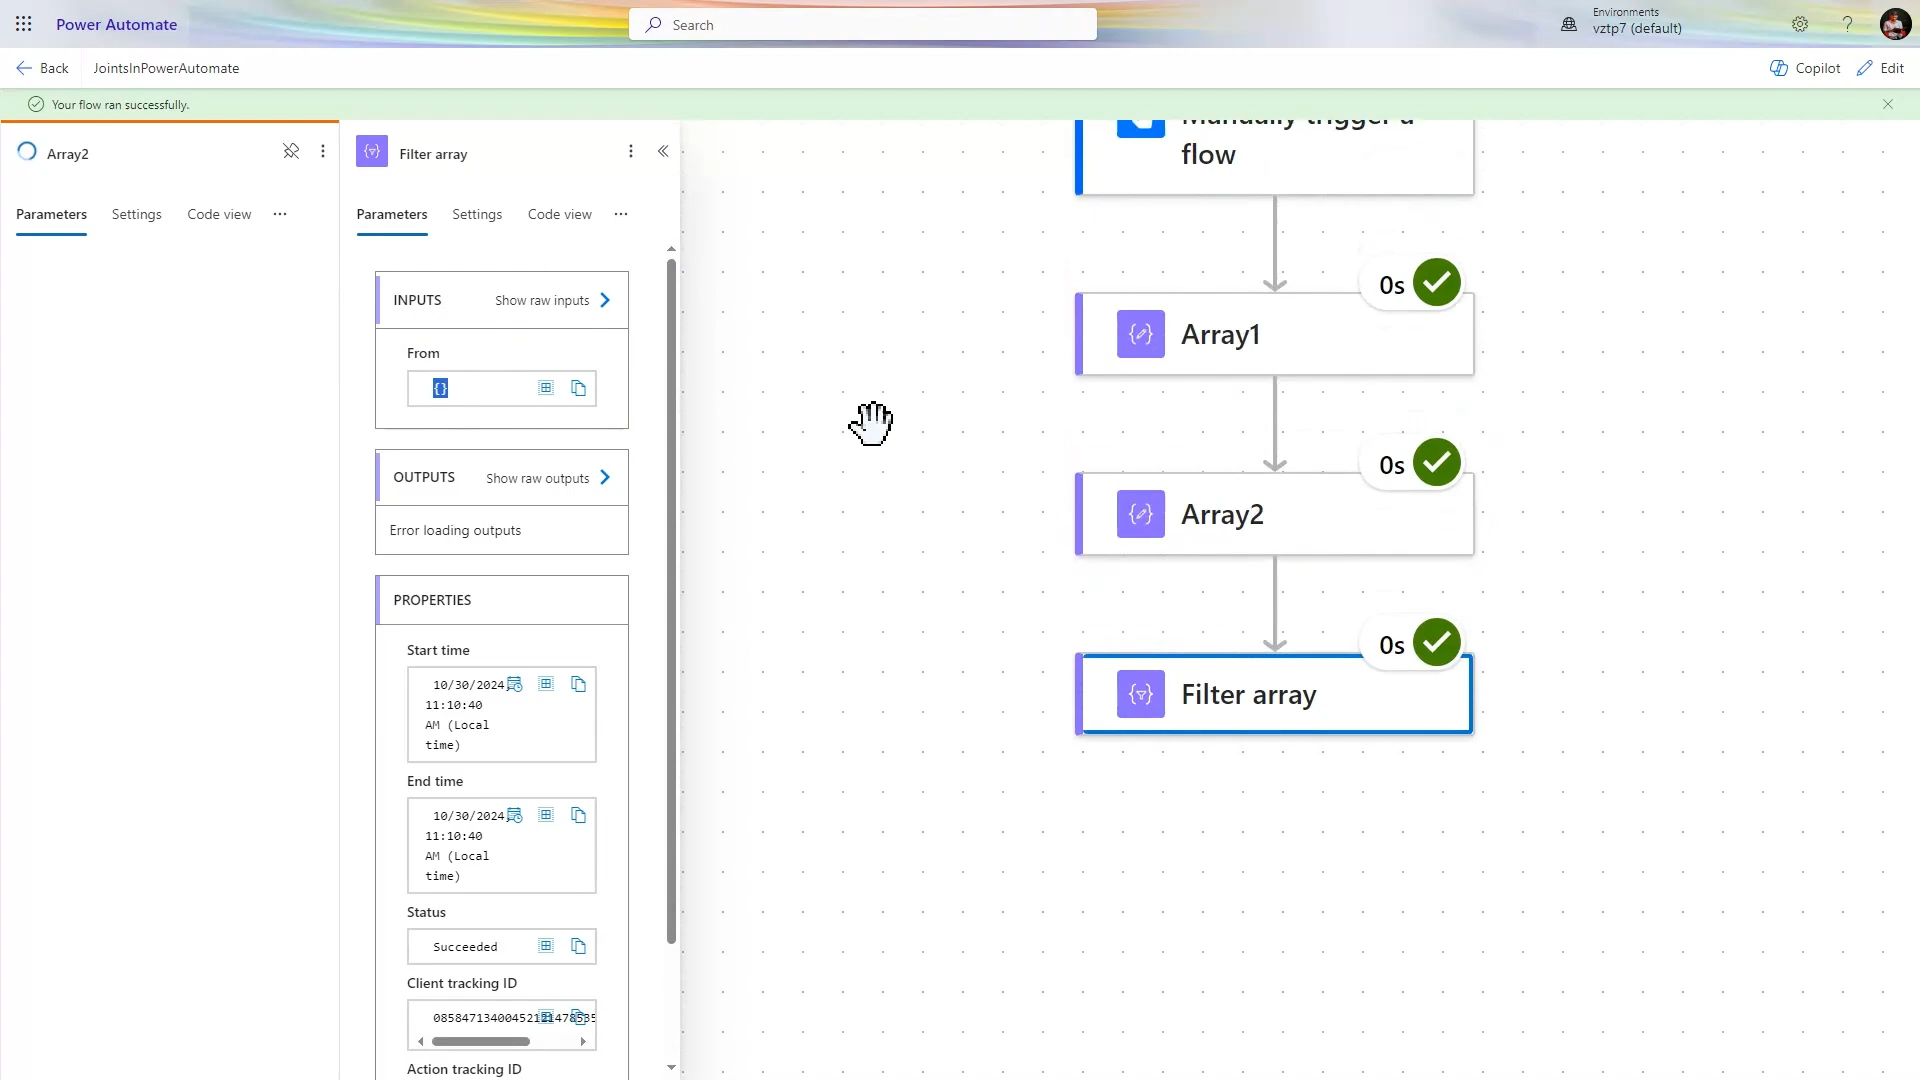 Power Automate
Search
Environments
vztp7 (default)
Back
JointsInPowerAutomate
Copilot
Edit
Your flow ran successfully.
Array2
Parameters
Settings
Code view
Filter array
Parameters
Settings
Code view
INPUTS
Show raw inputs
From
{}
OUTPUTS
Show raw outputs
Error loading outputs
PROPERTIES
Start time
10/30/2024,
11:10:40
AM (Local
time)
End time
10/30/2024,
11:10:40
AM (Local
time)
Status
Succeeded
Client tracking ID
Action tracking ID
Manually trigger a
flow
0s
Array1
0s
Array2
0s
Filter array